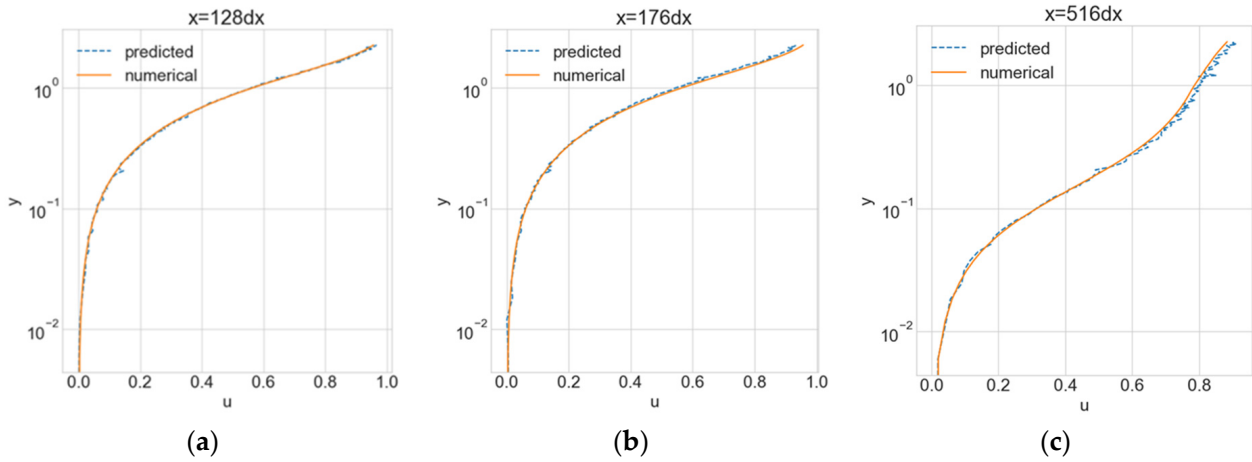 x=128dx
predicted
numerical
10^0
10^-1
10^-2
y
0.0 0.2 0.4 0.6 0.8 1.0
u
(a)
x=176dx
predicted
numerical
10^0
10^-1
10^-2
y
0.0 0.2 0.4 0.6 0.8 1.0
u
(b)
x=516dx
predicted
numerical
10^0
10^-1
10^-2
y
0.0 0.2 0.4 0.6 0.8
u
(c)